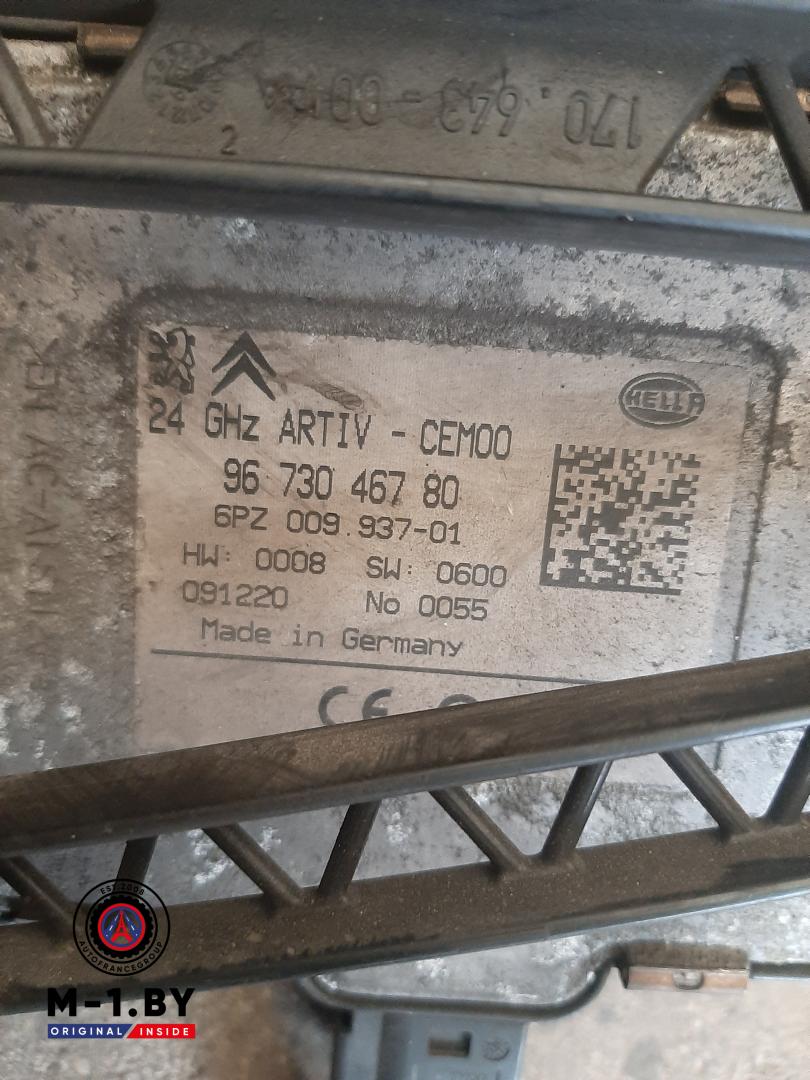 170.643-00
2
HELLA
24 GHz ARTIV - CEM00
96 730 467 80
6PZ 009.937-01
HW: 0008 SW: 0600
091220 No 0055
Made in Germany
CE
EST.2008
AUTOFRANCEGROUP
M-1.BY
ORIGINAL INSIDE